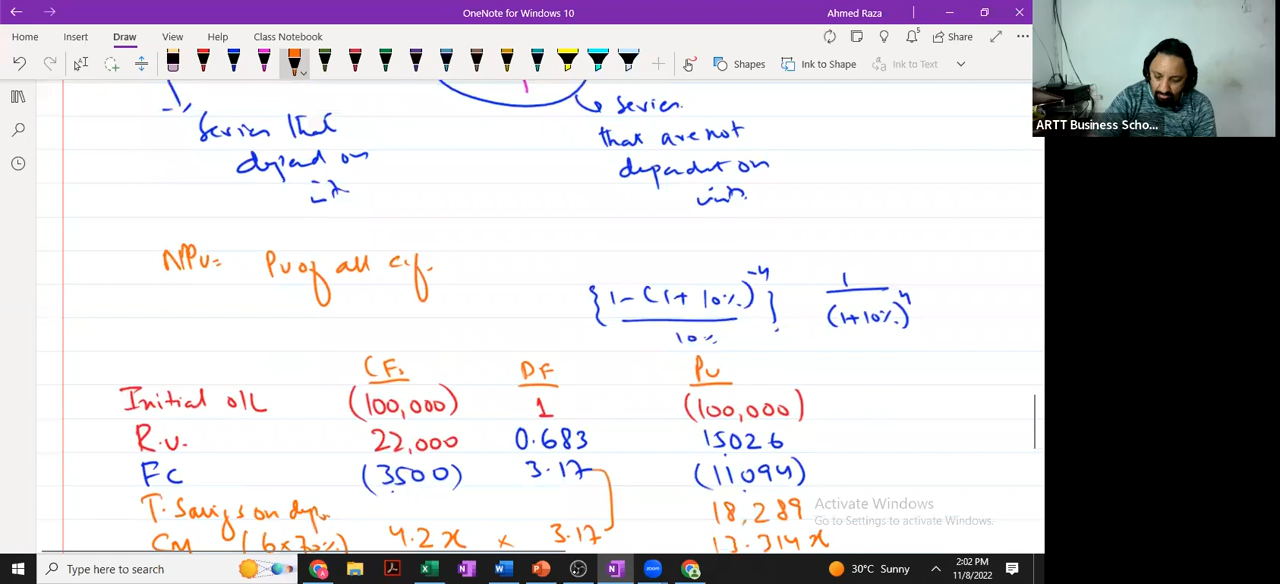 OneNote for Windows 10
Ahmed Raza
Home Insert Draw View Help Class Notebook
Share
Shapes Ink to Shape Ink to Text
ARTT Business Scho...
Series that
depend on
Series
that are not
dependent on
NPV= PV of all c.f.
{1-(1+10%)^-4 / 10%} 1/(1+10%)^4
CFs DF PV
Initial o/L (100,000) 1 (100,000)
R.V. 22,000 0.683 15026
FC (3500) 3.17 (11094)
T. Savings on dep. 18,289
CM (6x70%) 4.2x × 3.17 13.314x
Activate Windows
Go to Settings to activate Windows.
Type here to search
30°C Sunny
2:02 PM
11/8/2022